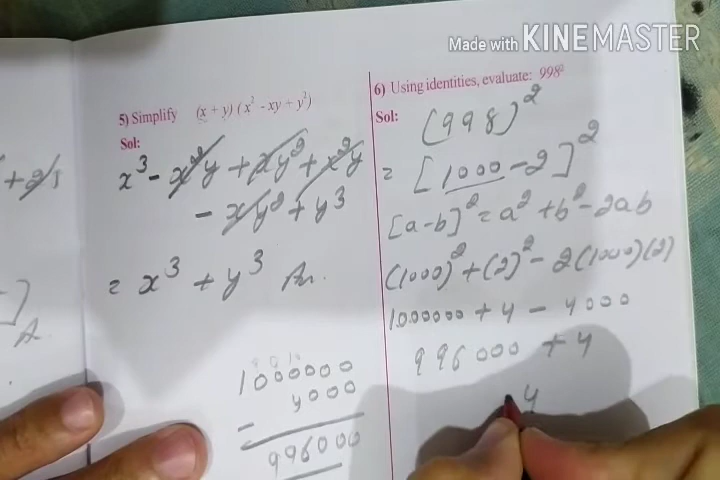 Made with KINEMASTER
5) Simplify (x + y) (x² - xy + y²)
Sol:
x³ - x²y + xy² + x²y
- xy² + y³
= x³ + y³ An.
1000000
4000
-
996000
6) Using identities, evaluate: 998²
Sol:
(998)²
= [1000-2]²
[a-b]² = a² + b² - 2ab
(1000)² + (2)² - 2(1000)(2)
1000000 + 4 - 4000
996000 + 4
4